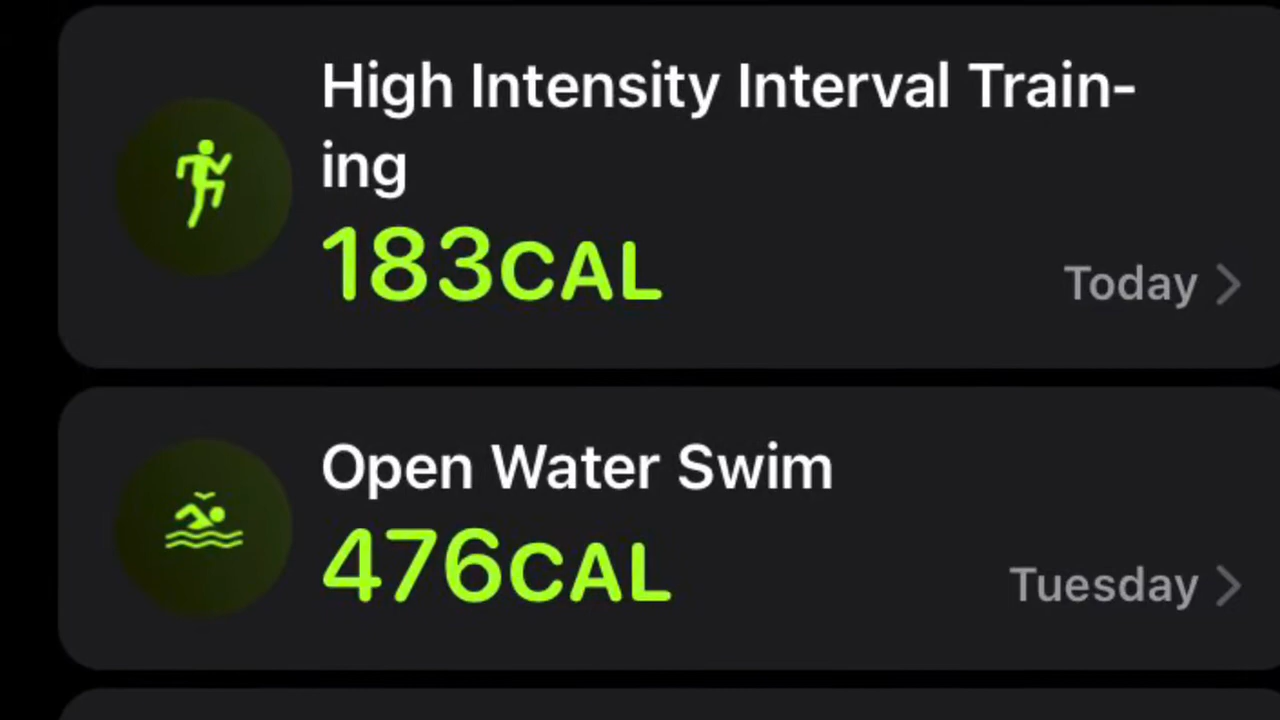 High Intensity Interval Train-
ing
183CAL
Today
Open Water Swim
476CAL
Tuesday